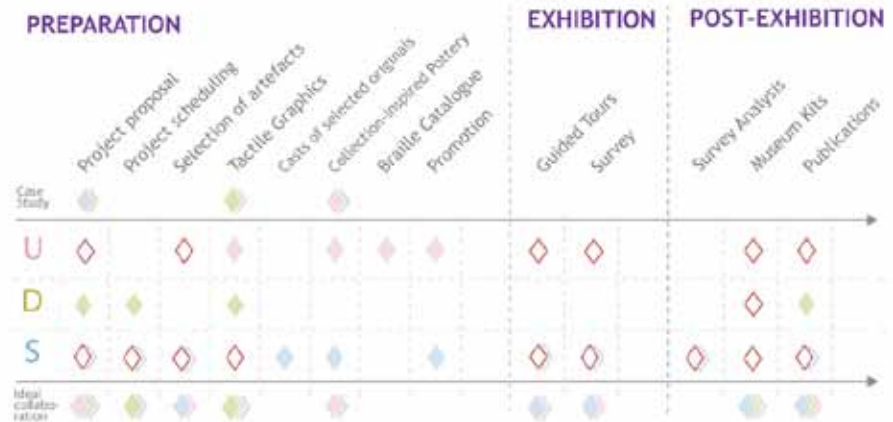 PREPARATION
EXHIBITION
POST-EXHIBITION
Project proposal
Project scheduling
Selection of artefacts
Tactile Graphics
Casts of selected originals
Collection-inspired Pottery
Braille Catalogue
Promotion
Guided Tours
Survey
Survey Analysis
Museum Kits
Publications
Case
Study
U
D
S
Ideal
collabo-
ration